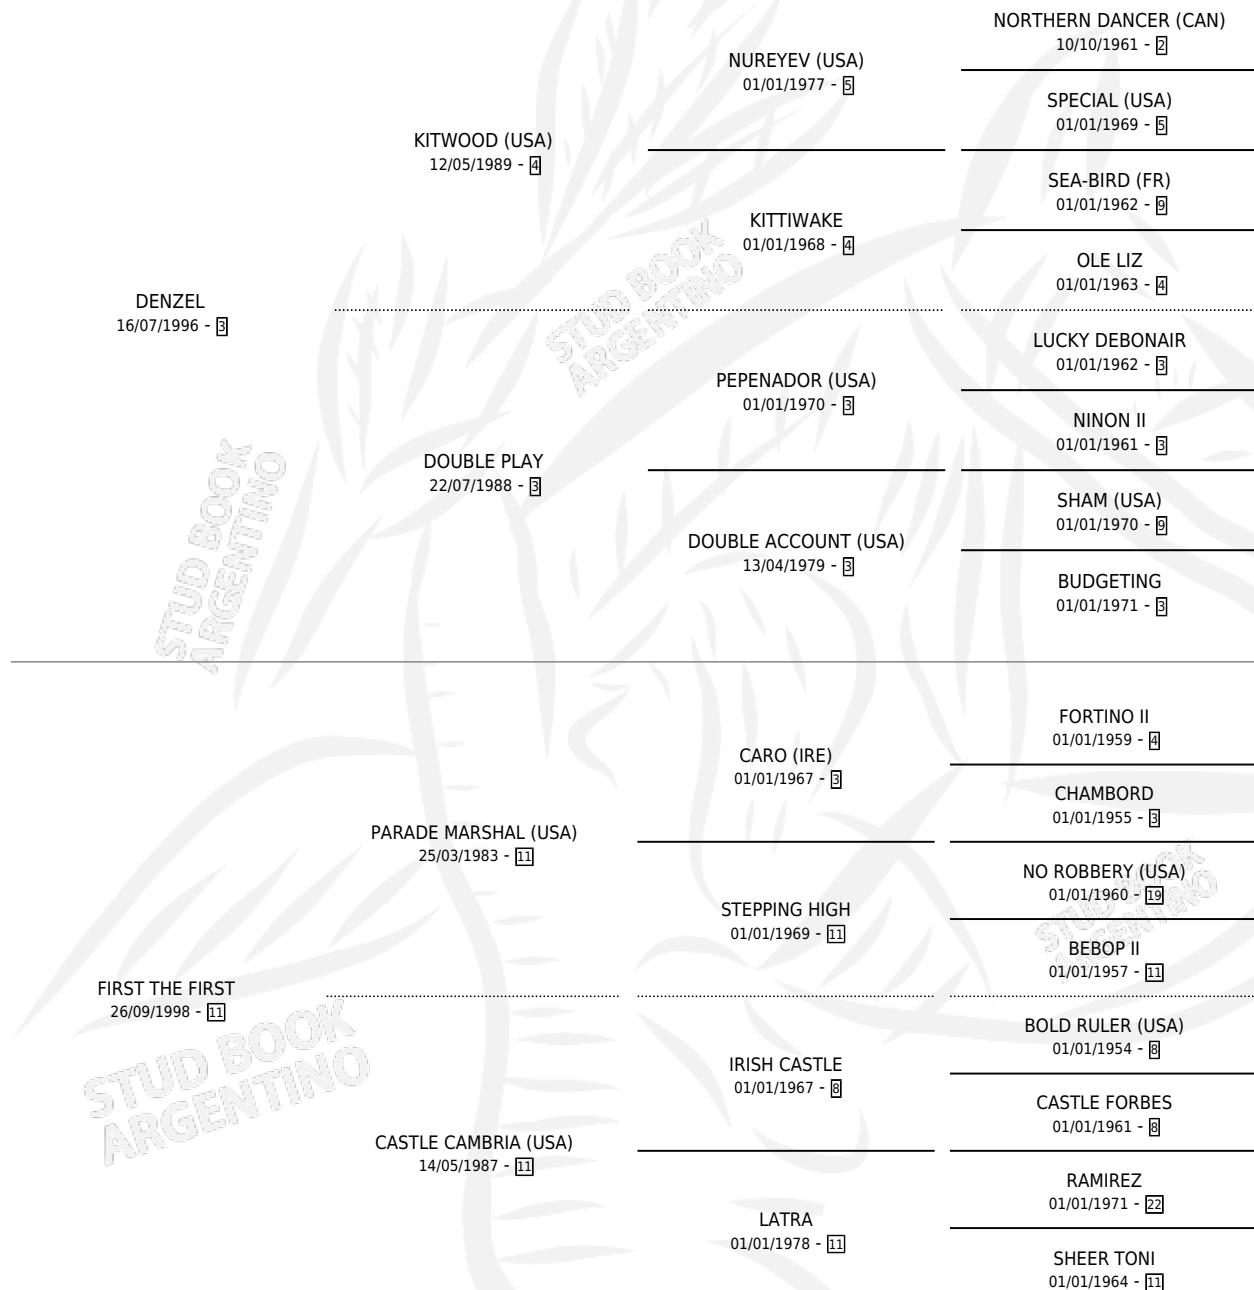 NORTHERN DANCER (CAN)
10/10/1961 - 2
NUREYEV (USA)
01/01/1977 - 5
SPECIAL (USA)
01/01/1969 - 5
KITWOOD (USA)
12/05/1989 - 4
SEA-BIRD (FR)
01/01/1962 - 9
KITTIWAKE
01/01/1968 - 4
OLE LIZ
01/01/1963 - 4
DENZEL
16/07/1996 - 3
LUCKY DEBONAIR
01/01/1962 - 3
PEPENADOR (USA)
01/01/1970 - 3
NINON II
01/01/1961 - 3
DOUBLE PLAY
22/07/1988 - 3
SHAM (USA)
01/01/1970 - 9
DOUBLE ACCOUNT (USA)
13/04/1979 - 3
BUDGETING
01/01/1971 - 3
FORTINO II
01/01/1959 - 4
CARO (IRE)
01/01/1967 - 3
CHAMBORD
01/01/1955 - 3
PARADE MARSHAL (USA)
25/03/1983 - 11
NO ROBBERY (USA)
01/01/1960 - 19
STEPPING HIGH
01/01/1969 - 11
BEBOP II
01/01/1957 - 11
FIRST THE FIRST
26/09/1998 - 11
BOLD RULER (USA)
01/01/1954 - 8
IRISH CASTLE
01/01/1967 - 8
CASTLE FORBES
01/01/1961 - 8
CASTLE CAMBRIA (USA)
14/05/1987 - 11
RAMIREZ
01/01/1971 - 22
LATRA
01/01/1978 - 11
SHEER TONI
01/01/1964 - 11
STUD BOOK
ARGENTINO
STUD BOOK
ARGENTINO
STUD BOOK
ARGENTINO
STUD BOOK
ARGENTINO